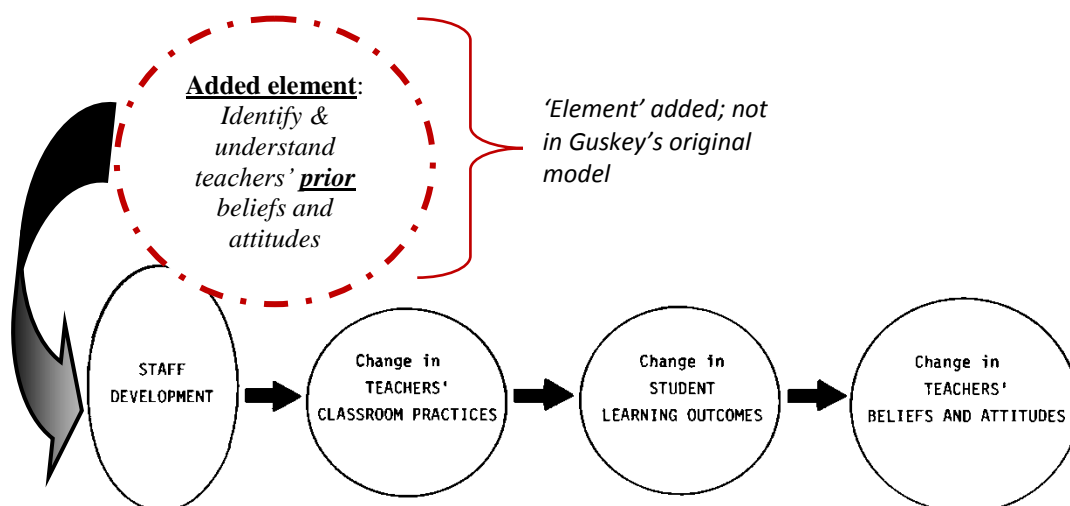 Added element:
Identify &
understand
teachers’ prior
beliefs and
attitudes
‘Element’ added; not
in Guskey’s original
model
STAFF
DEVELOPMENT
Change in
TEACHERS'
CLASSROOM PRACTICES
Change in
STUDENT
LEARNING OUTCOMES
Change in
TEACHERS'
BELIEFS AND ATTITUDES